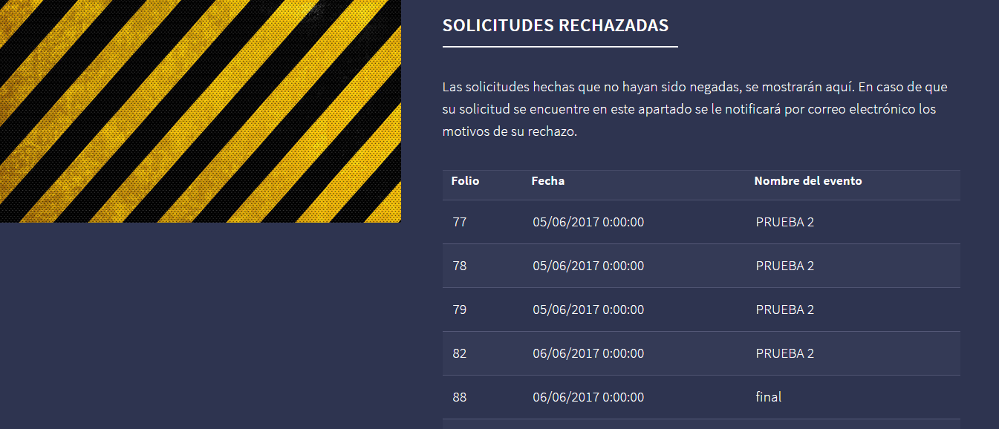 SOLICITUDES RECHAZADAS
Las solicitudes hechas que no hayan sido negadas, se mostrarán aquí. En caso de que
su solicitud se encuentre en este apartado se le notificará por correo electrónico los
motivos de su rechazo.
Folio Fecha Nombre del evento
77 05/06/2017 0:00:00 PRUEBA 2
78 05/06/2017 0:00:00 PRUEBA 2
79 05/06/2017 0:00:00 PRUEBA 2
82 06/06/2017 0:00:00 PRUEBA 2
88 06/06/2017 0:00:00 final